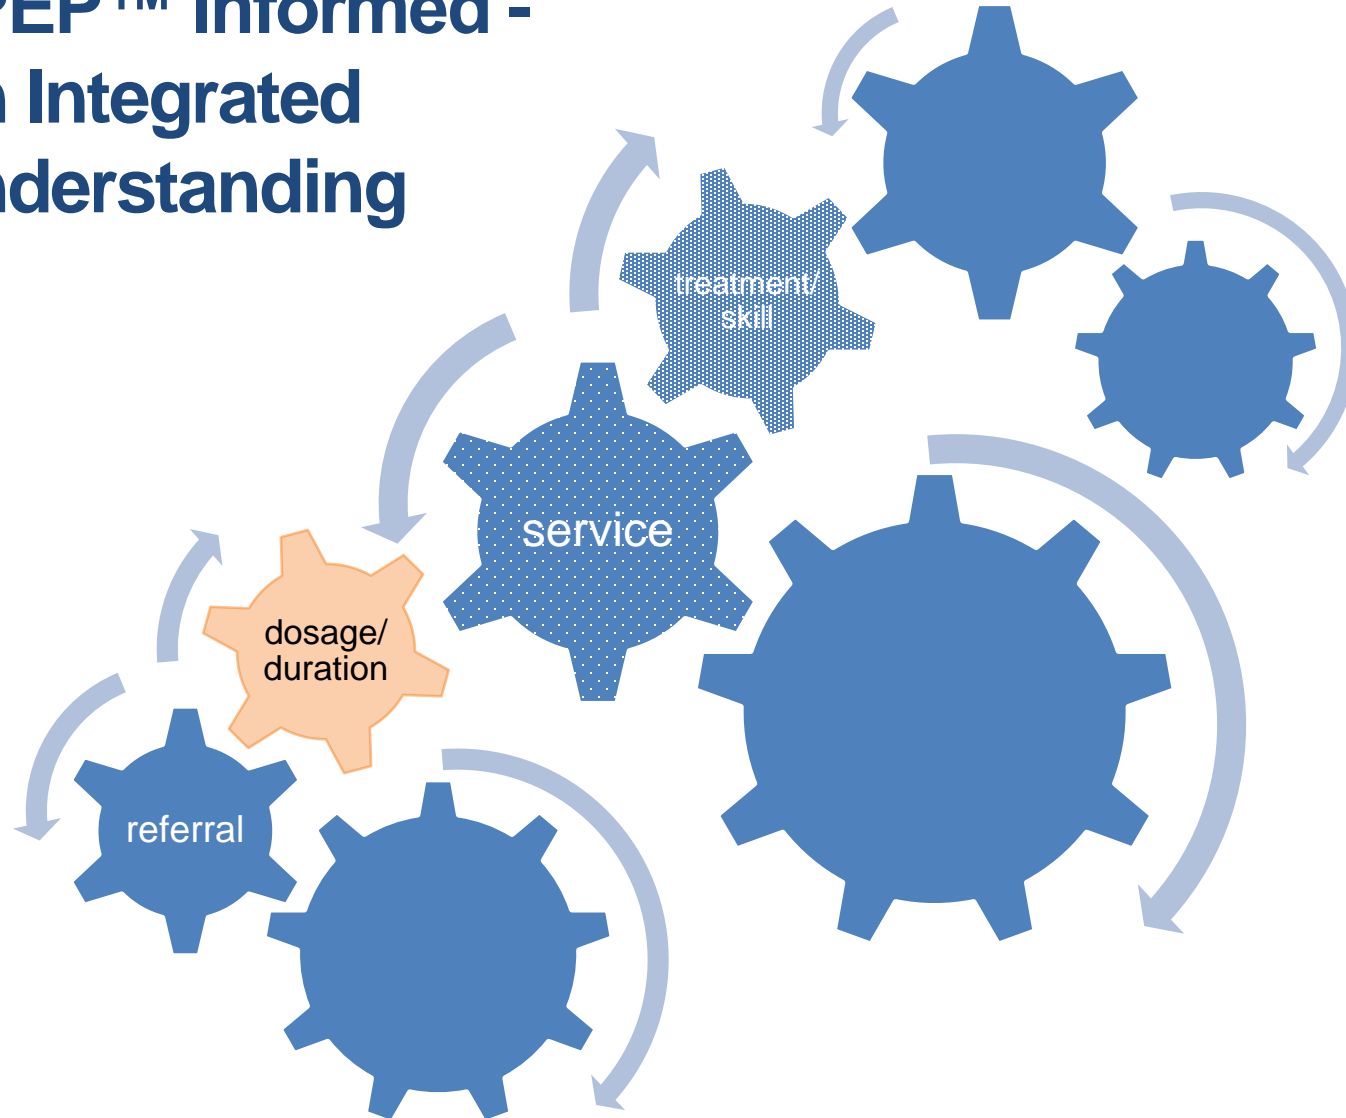 PEP™ Informed -
Integrated
nderstanding
treatment/
skill
service
dosage/
duration
referral